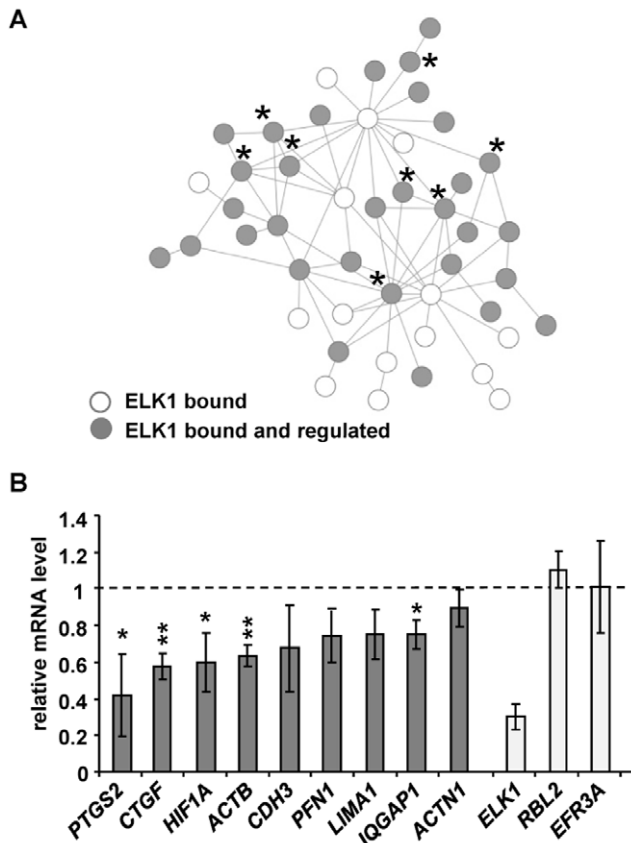 A
*
*
*
*
*
*
*
*
ELK1 bound
ELK1 bound and regulated
B
relative mRNA level
1.4
1.2
1
0.8
0.6
0.4
0.2
0
*
**
*
**
*
PTGS2
CTGF
HIF1A
ACTB
CDH3
PFN1
LIMA1
IQGAP1
ACTN1
ELK1
RBL2
EFR3A